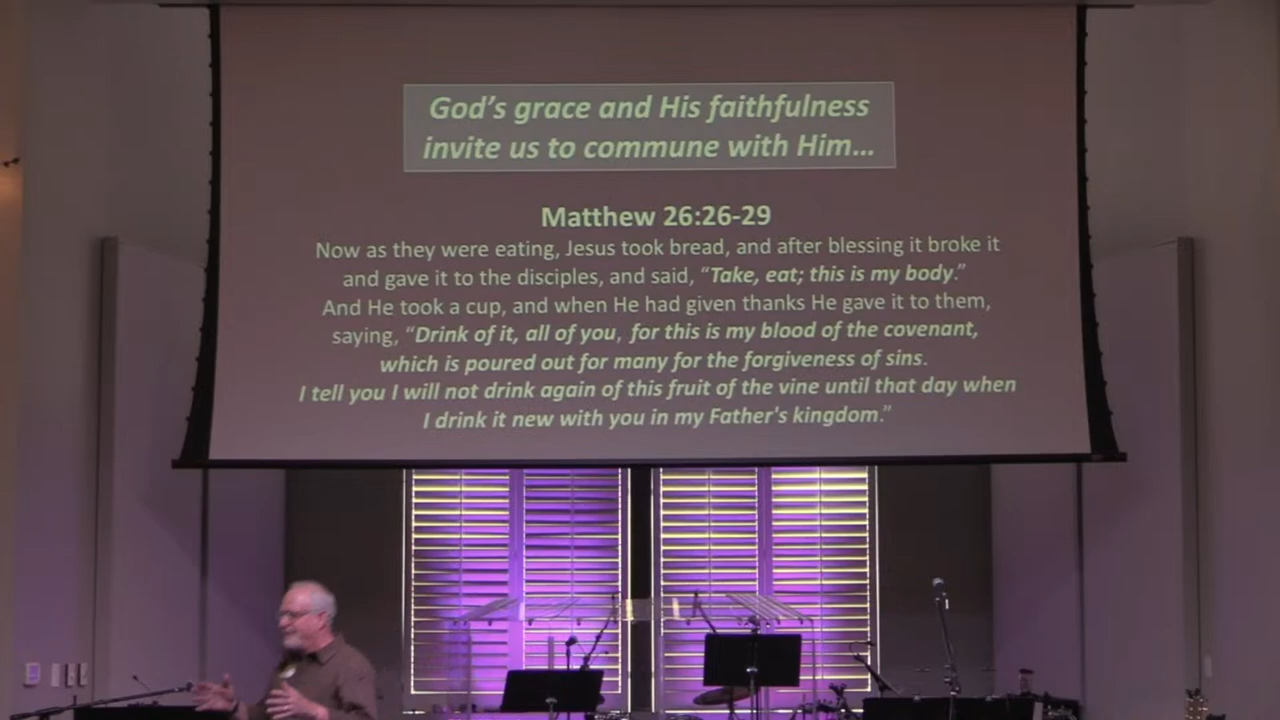 God's grace and His faithfulness
invite us to commune with Him...
Matthew 26:26-29
Now as they were eating, Jesus took bread, and after blessing it broke it
and gave it to the disciples, and said, “Take, eat; this is my body.”
And He took a cup, and when He had given thanks He gave it to them,
saying, “Drink of it, all of you, for this is my blood of the covenant,
which is poured out for many for the forgiveness of sins.
I tell you I will not drink again of this fruit of the vine until that day when
I drink it new with you in my Father's kingdom.”